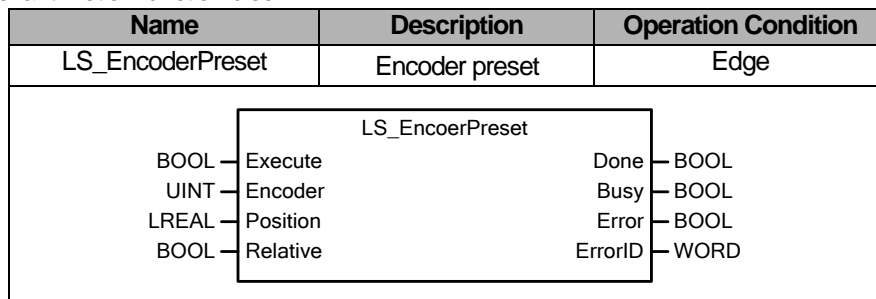 Name Description Operation Condition
LS_EncoderPreset Encoder preset Edge
LS_EncoerPreset
BOOL Execute Done BOOL
UINT Encoder Busy BOOL
LREAL Position Error BOOL
BOOL Relative ErrorID WORD